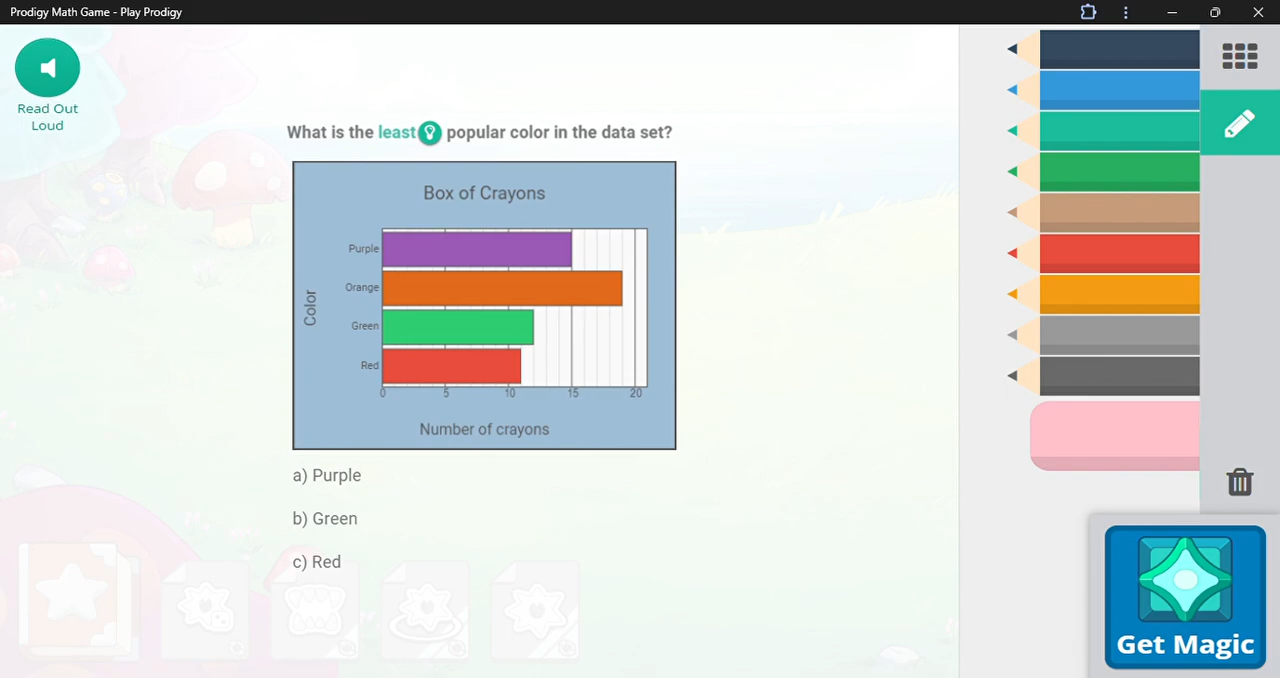 Prodigy Math Game - Play Prodigy
Read Out
Loud
What is the least popular color in the data set?
Box of Crayons
Color
Purple
Orange
Green
Red
0 5 10 15 20
Number of crayons
a) Purple
b) Green
c) Red
Get Magic